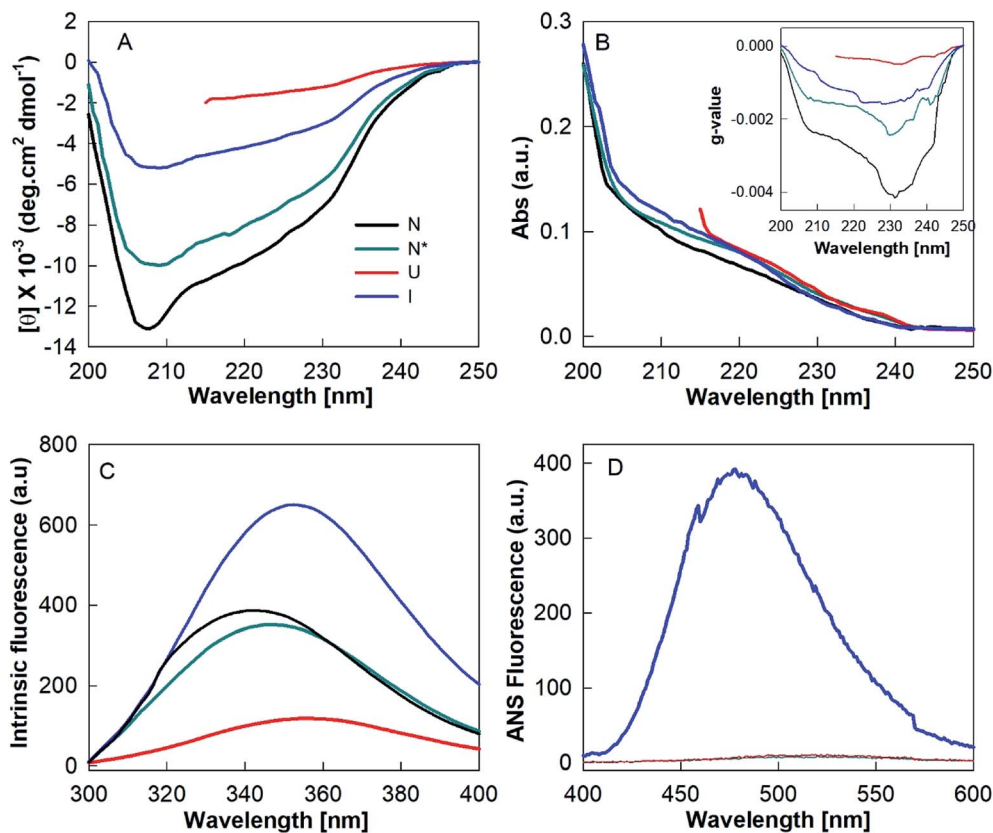 A
[θ] X 10⁻³ (deg.cm² dmol⁻¹)
0
-2
-4
-6
-8
-10
-12
-14
N
N*
U
I
200 210 220 230 240 250
Wavelength [nm]
B
Abs (a.u.)
0.3
0.2
0.1
0.0
200 210 220 230 240 250
Wavelength [nm]
g-value
0.000
-0.002
-0.004
200 210 220 230 240 250
Wavelength [nm]
C
Intrinsic fluorescence (a.u)
800
600
400
200
0
300 320 340 360 380 400
Wavelength [nm]
D
ANS Fluorescence (a.u.)
400
300
200
100
0
400 450 500 550 600
Wavelength [nm]